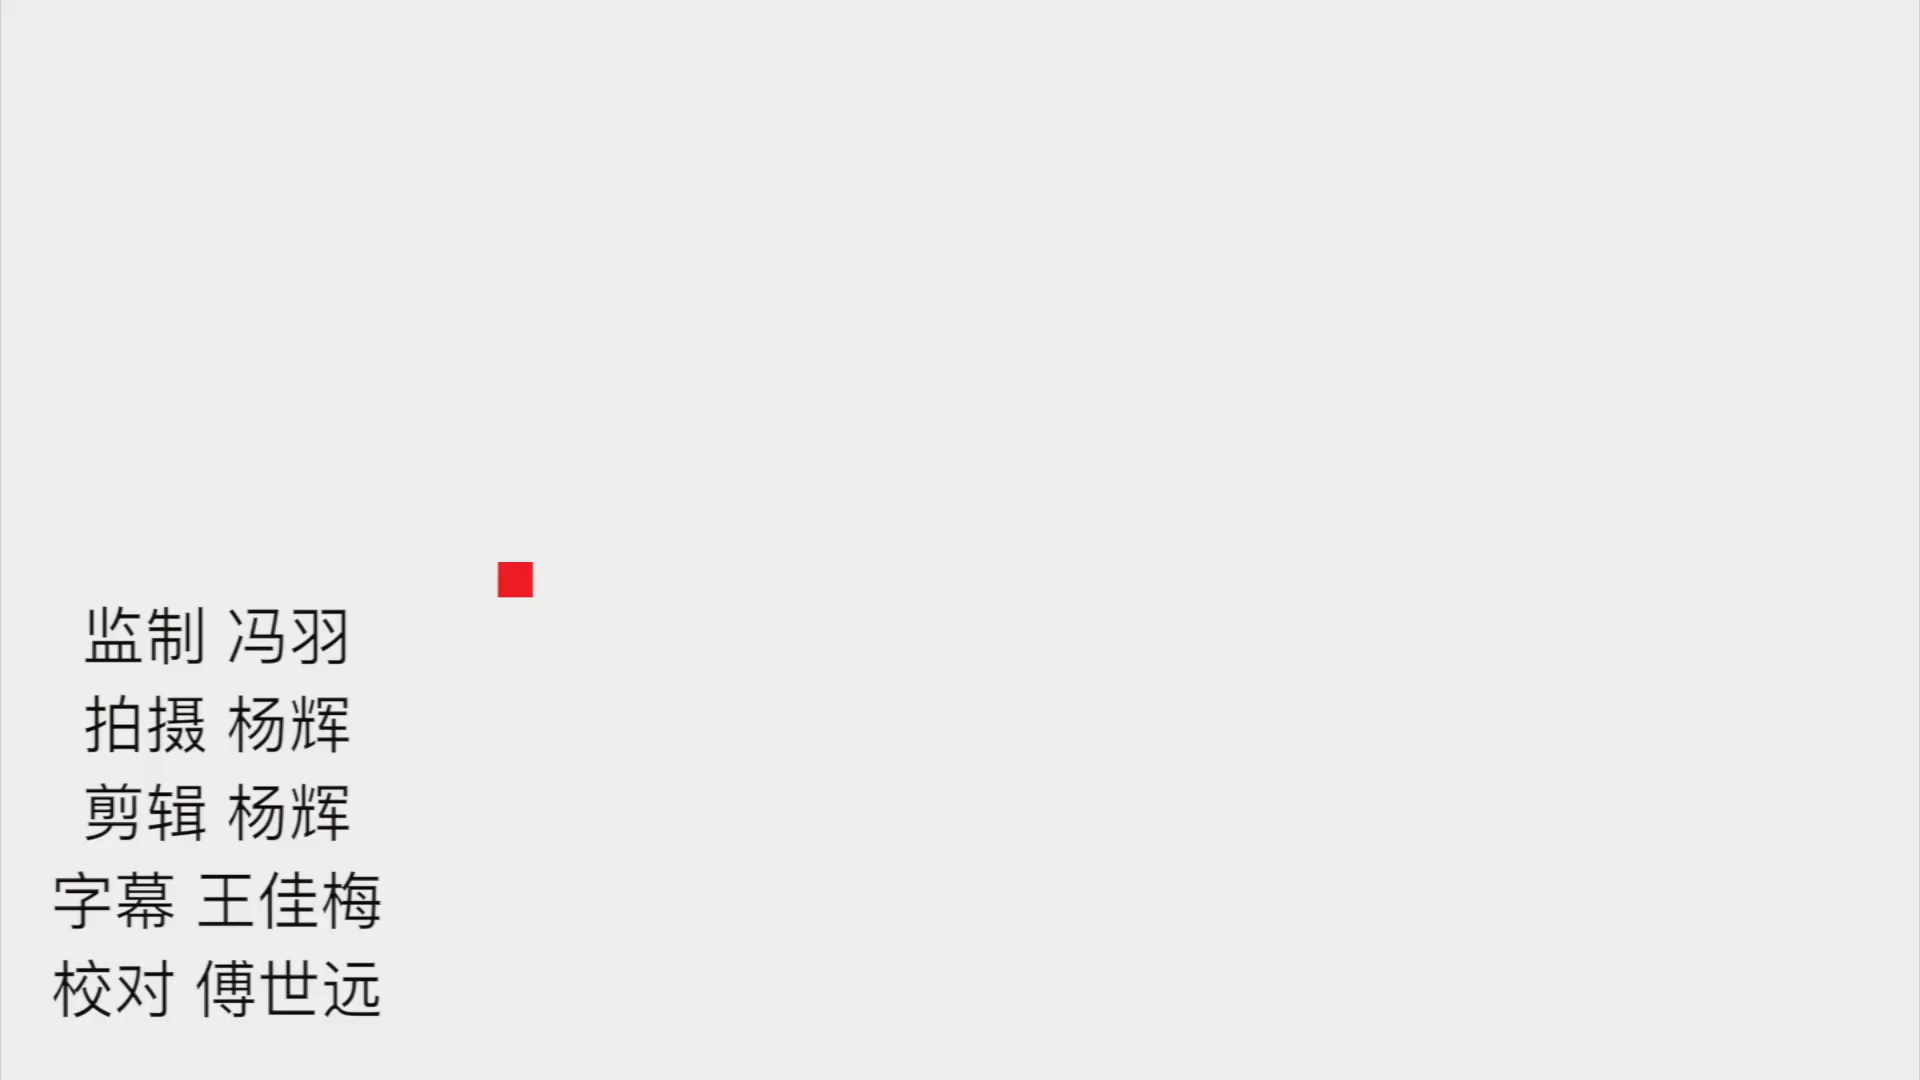 监制 冯羽
拍摄 杨辉
剪辑 杨辉
字幕 王佳梅
校对 傅世远